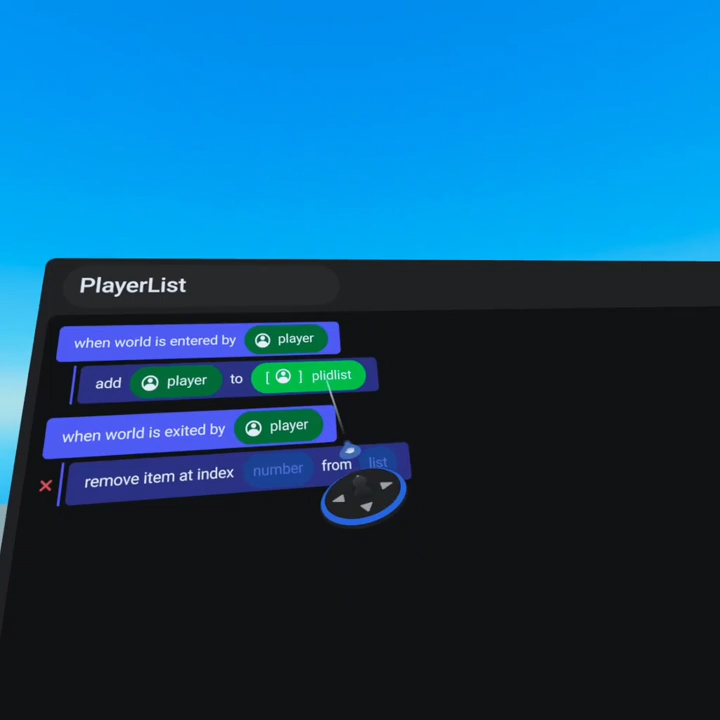 PlayerList
when world is entered by player
add player to [ ] plidlist
when world is exited by player
remove item at index number from list